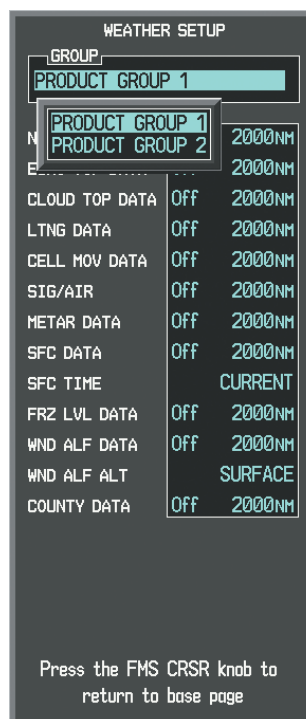 WEATHER SETUP
GROUP
PRODUCT GROUP 1
PRODUCT GROUP 1
PRODUCT GROUP 2
N 2000NM
2000NM
CLOUD TOP DATA Off 2000NM
LTNG DATA Off 2000NM
CELL MOV DATA Off 2000NM
SIG/AIR Off 2000NM
METAR DATA Off 2000NM
SFC DATA Off 2000NM
SFC TIME CURRENT
FRZ LVL DATA Off 2000NM
WND ALF DATA Off 2000NM
WND ALF ALT SURFACE
COUNTY DATA Off 2000NM
Press the FMS CRSR knob to
return to base page